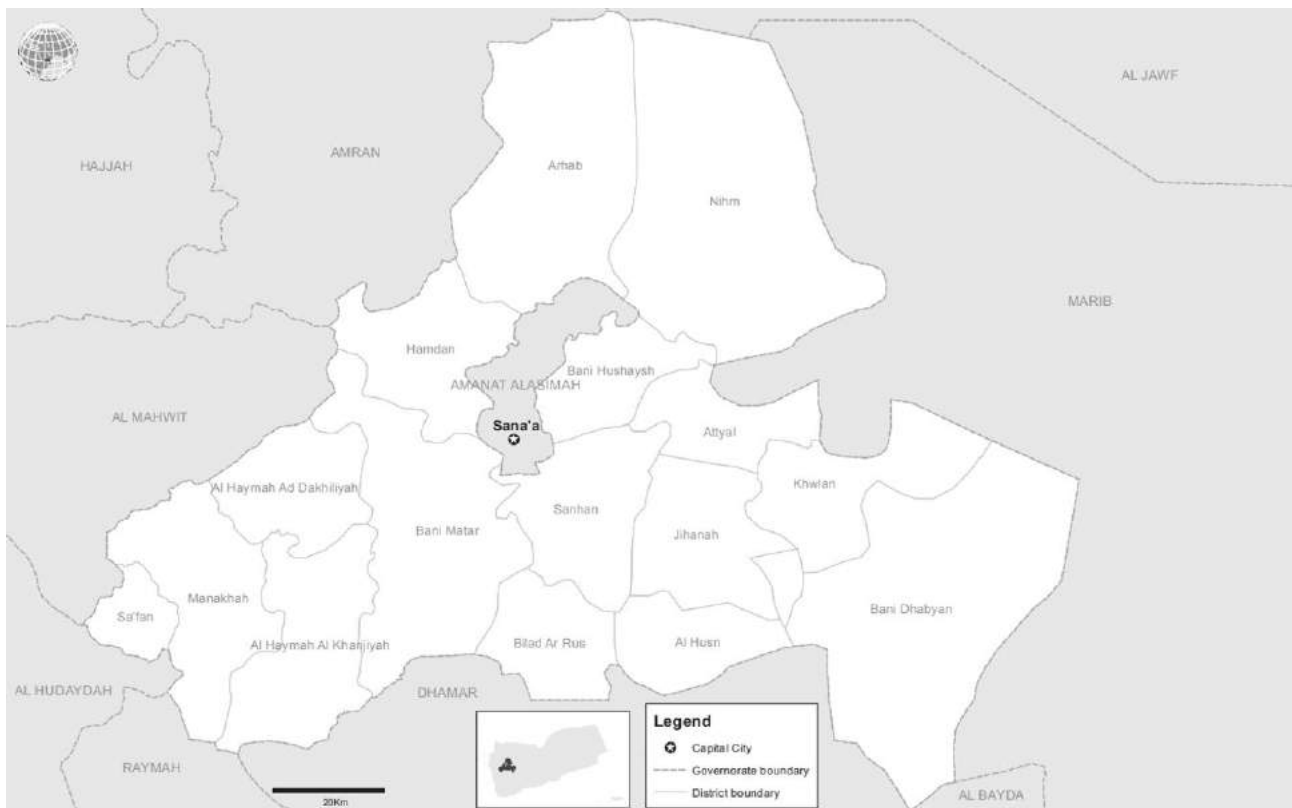 AL JAWF
HAJJAH
AMRAN
Arhab
Nihm
MARIB
Hamdan
Bani Hushaysh
AMANAT ALASIMAH
AL MAHWIT
Sana'a
Attyal
Al Haymah Ad Dakhiliyah
Khwlan
Bani Matar
Sanhan
Jihanah
Manakhah
Sa'fan
Bani Dhabyan
Al Haymah Al Kharijiyah
Bilad Ar Rus
Al Husn
AL HUDAYDAH
DHAMAR
RAYMAH
AL BAYDA
20Km
Legend
Capital City
Governorate boundary
District boundary